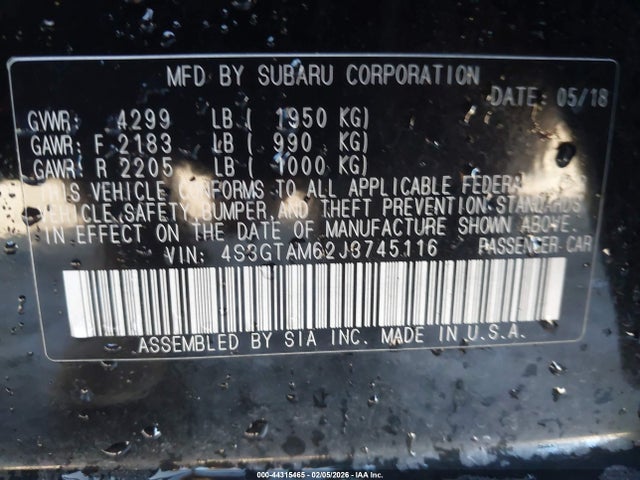 MFD BY SUBARU CORPORATION
DATE: 05/18
GVWR: 4299 LB ( 1950 KG)
GAWR: F 2183 LB ( 990 KG)
GAWR: R 2205 LB ( 1000 KG)
THIS VEHICLE CONFORMS TO ALL APPLICABLE FEDERAL MOTOR
VEHICLE SAFETY, BUMPER, AND THEFT PREVENTION STANDARDS
IN EFFECT ON THE DATE OF MANUFACTURE SHOWN ABOVE.
VIN: 4S3GTAM62J3745116 PASSENGER CAR
ASSEMBLED BY SIA INC. MADE IN U.S.A.
000-44315465 - 02/05/2026 - IAA Inc.